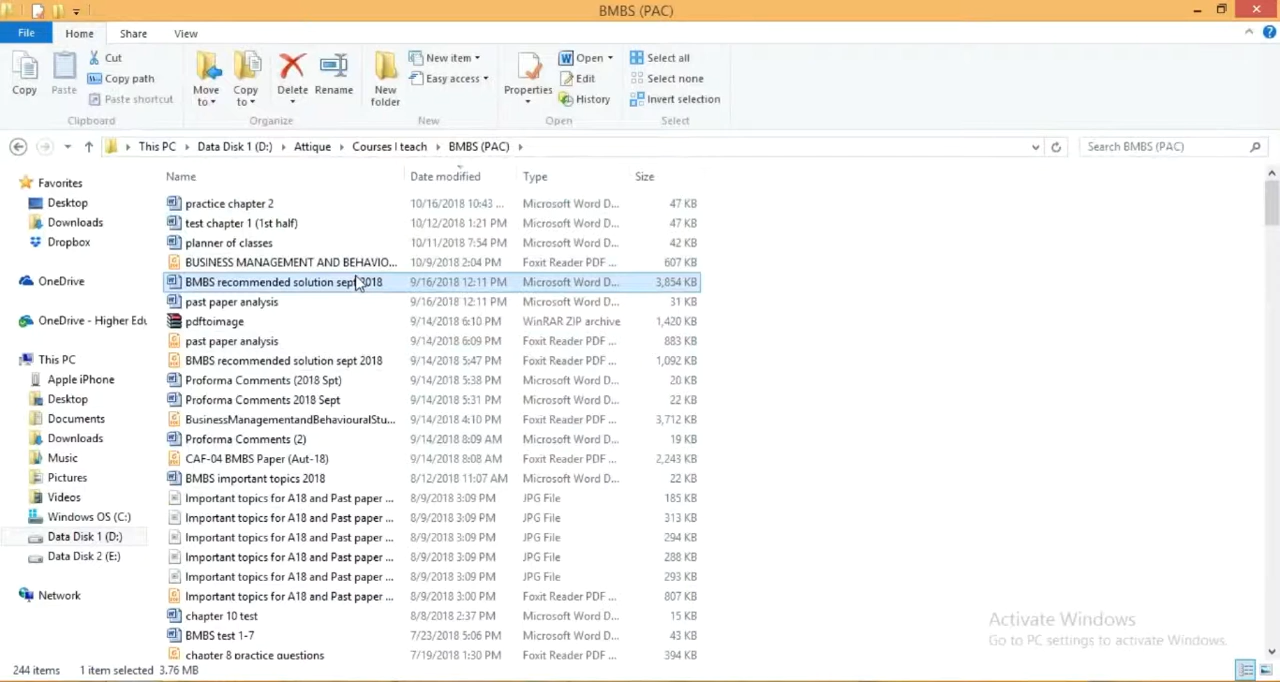 BMBS (PAC)
File Home Share View
Copy
Paste
Cut
Copy path
Paste shortcut
Clipboard
Move to
Copy to
Delete
Rename
Organize
New folder
New item
Easy access
New
Properties
Open
Edit
History
Open
Select all
Select none
Invert selection
Select
This PC Data Disk 1 (D:) Attique Courses I teach BMBS (PAC)
Search BMBS (PAC)
Favorites
Desktop
Downloads
Dropbox
OneDrive
OneDrive - Higher Edu
This PC
Apple iPhone
Desktop
Documents
Downloads
Music
Pictures
Videos
Windows OS (C:)
Data Disk 1 (D:)
Data Disk 2 (E:)
Network
Name Date modified Type Size
practice chapter 2 10/16/2018 10:43 ... Microsoft Word D... 47 KB
test chapter 1 (1st half) 10/12/2018 1:21 PM Microsoft Word D... 47 KB
planner of classes 10/11/2018 7:54 PM Microsoft Word D... 42 KB
BUSINESS MANAGEMENT AND BEHAVIO... 10/9/2018 2:04 PM Foxit Reader PDF ... 607 KB
BMBS recommended solution sept 2018 9/16/2018 12:11 PM Microsoft Word D... 3,854 KB
past paper analysis 9/16/2018 12:11 PM Microsoft Word D... 31 KB
pdftoimage 9/14/2018 6:10 PM WinRAR ZIP archive 1,420 KB
past paper analysis 9/14/2018 6:09 PM Foxit Reader PDF ... 883 KB
BMBS recommended solution sept 2018 9/14/2018 5:47 PM Foxit Reader PDF ... 1,092 KB
Proforma Comments (2018 Spt) 9/14/2018 5:38 PM Microsoft Word D... 20 KB
Proforma Comments 2018 Sept 9/14/2018 5:31 PM Microsoft Word D... 22 KB
BusinessManagementandBehaviouralStu... 9/14/2018 4:10 PM Foxit Reader PDF ... 3,712 KB
Proforma Comments (2) 9/14/2018 8:09 AM Microsoft Word D... 19 KB
CAF-04 BMBS Paper (Aut-18) 9/14/2018 8:08 AM Foxit Reader PDF ... 2,243 KB
BMBS important topics 2018 8/12/2018 11:07 AM Microsoft Word D... 22 KB
Important topics for A18 and Past paper ... 8/9/2018 3:09 PM JPG File 185 KB
Important topics for A18 and Past paper ... 8/9/2018 3:09 PM JPG File 313 KB
Important topics for A18 and Past paper ... 8/9/2018 3:09 PM JPG File 294 KB
Important topics for A18 and Past paper ... 8/9/2018 3:09 PM JPG File 288 KB
Important topics for A18 and Past paper ... 8/9/2018 3:09 PM JPG File 293 KB
Important topics for A18 and Past paper ... 8/9/2018 3:00 PM Foxit Reader PDF ... 807 KB
chapter 10 test 8/8/2018 2:37 PM Microsoft Word D... 15 KB
BMBS test 1-7 7/23/2018 5:06 PM Microsoft Word D... 43 KB
chapter 8 practice questions 7/19/2018 1:30 PM Foxit Reader PDF ... 394 KB
Activate Windows
Go to PC settings to activate Windows.
244 items 1 item selected 3.76 MB